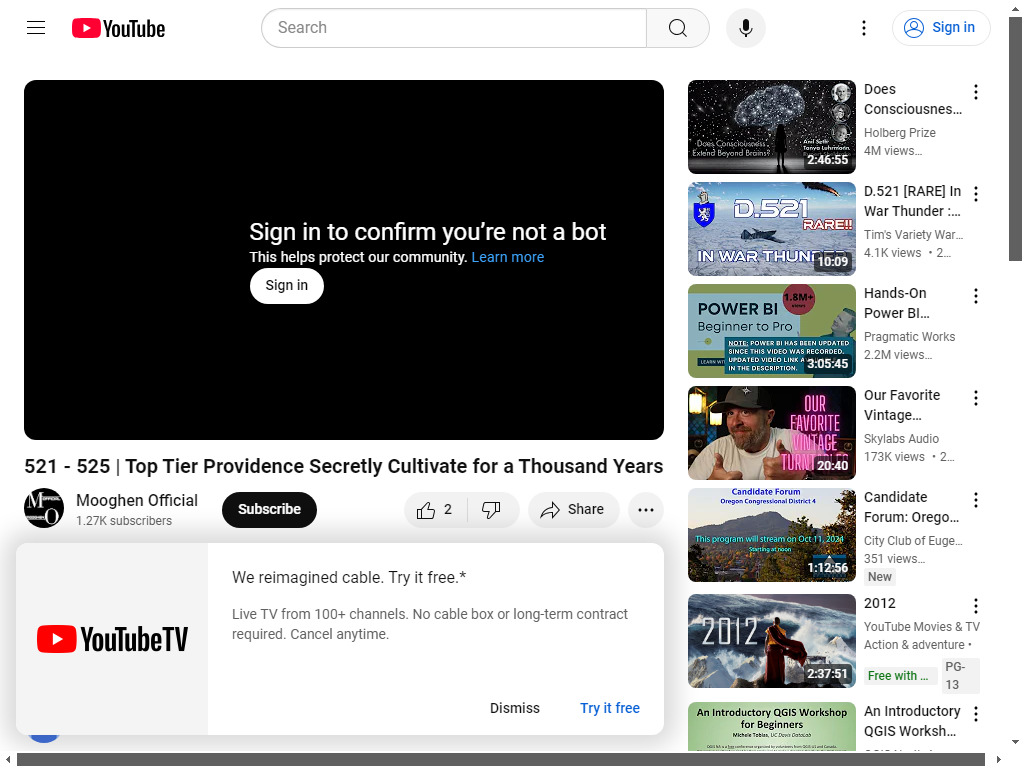 YouTube
Search
Sign in
Sign in to confirm you're not a bot
This helps protect our community. Learn more
Sign in
521 - 525 | Top Tier Providence Secretly Cultivate for a Thousand Years
Mooghen Official
1.27K subscribers
Subscribe
2
Share
We reimagined cable. Try it free.*
Live TV from 100+ channels. No cable box or long-term contract
required. Cancel anytime.
YouTubeTV
Dismiss
Try it free
Does Consciousness
Extend Beyond Brains?
Anil Seth
Tanya Luhrmann
2:46:55
Does
Consciousnes...
Holberg Prize
4M views...
D.521
RARE!!
IN WAR THUNDER
10:09
D.521 [RARE] In
War Thunder :...
Tim's Variety War...
4.1K views • 2...
1.8M+
POWER BI
Beginner to Pro
NOTE: POWER BI HAS BEEN UPDATED
SINCE THIS VIDEO WAS RECORDED.
UPDATED VIDEO LINK
IN THE DESCRIPTION.
3:05:45
Hands-On
Power BI...
Pragmatic Works
2.2M views...
OUR
FAVORITE
VINTAGE
20:40
Our Favorite
Vintage...
Skylabs Audio
173K views • 2...
Candidate Forum
Oregon Congressional District 4
This program will stream on Oct 11, 2024
Starting at noon
1:12:56
Candidate
Forum: Orego...
City Club of Euge...
351 views...
New
2012
2:37:51
2012
YouTube Movies & TV
Action & adventure •
Free with ...
PG-
13
An Introductory QGIS Workshop
for Beginners
Michele Tobias, UC Davis DataLab
An Introductory
QGIS Worksh...